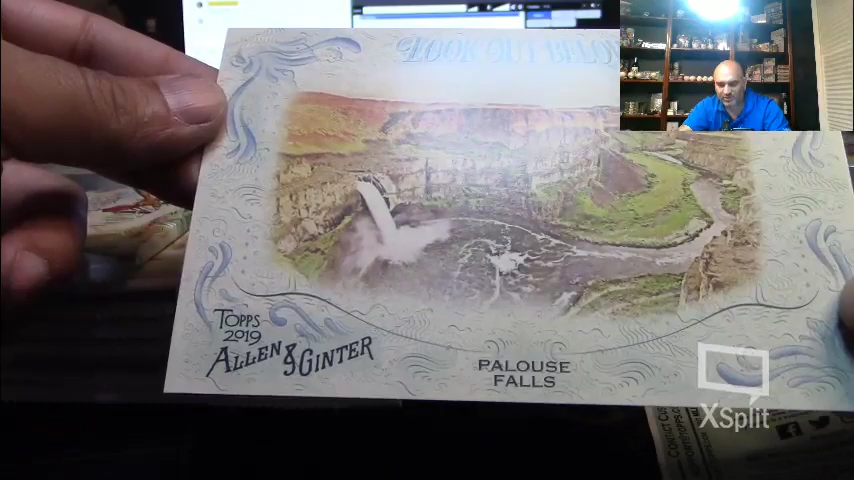 LOOK OUT BELOW
TOPPS
2019
ALLEN & GINTER
PALOUSE
FALLS
XSplit